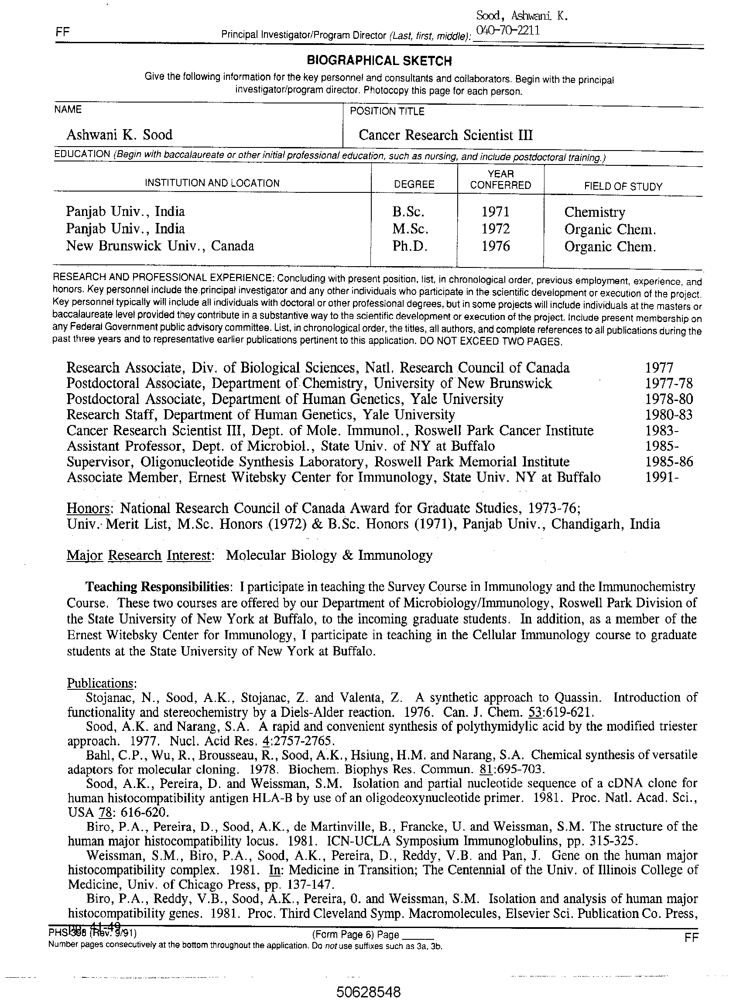 Sood, Ashwani K.
FF Principal Investigator/Program Director (Last, first, middle): 040-70-2211
BIOGRAPHICAL SKETCH
Give the following information for the key personnel and consultants and collaborators. Begin with the principal
investigator/program director. Photocopy this page for each person.
NAME POSITION TITLE
Ashwani K. Sood Cancer Research Scientist III
EDUCATION (Begin with baccalaureate or other initial professional education, such as nursing, and include postdoctoral training.)
INSTITUTION AND LOCATION DEGREE YEAR CONFERRED FIELD OF STUDY
Panjab Univ., India B.Sc. 1971 Chemistry
Panjab Univ., India M.Sc. 1972 Organic Chem.
New Brunswick Univ., Canada Ph.D. 1976 Organic Chem.
RESEARCH AND PROFESSIONAL EXPERIENCE: Concluding with present position, list, in chronological order, previous employment, experience, and
honors. Key personnel include the principal investigator and any other individuals who participate in the scientific development or execution of the project.
Key personnel typically will include all individuals with doctoral or other professional degrees, but in some projects will include individuals at the masters or
baccalaureate level provided they contribute in a substantive way to the scientific development or execution of the project. Include present membership on
any Federal Government public advisory committee. List, in chronological order, the titles, all authors, and complete references to all publications during the
past three years and to representative earlier publications pertinent to this application. DO NOT EXCEED TWO PAGES.
Research Associate, Div. of Biological Sciences, Natl. Research Council of Canada 1977
Postdoctoral Associate, Department of Chemistry, University of New Brunswick 1977-78
Postdoctoral Associate, Department of Human Genetics, Yale University 1978-80
Research Staff, Department of Human Genetics, Yale University 1980-83
Cancer Research Scientist III, Dept. of Mole. Immunol., Roswell Park Cancer Institute 1983-
Assistant Professor, Dept. of Microbiol., State Univ. of NY at Buffalo 1985-
Supervisor, Oligonucleotide Synthesis Laboratory, Roswell Park Memorial Institute 1985-86
Associate Member, Ernest Witebsky Center for Immunology, State Univ. NY at Buffalo 1991-
Honors: National Research Council of Canada Award for Graduate Studies, 1973-76;
Univ. Merit List, M.Sc. Honors (1972) & B.Sc. Honors (1971), Panjab Univ., Chandigarh, India
Major Research Interest: Molecular Biology & Immunology
Teaching Responsibilities: I participate in teaching the Survey Course in Immunology and the Immunochemistry
Course. These two courses are offered by our Department of Microbiology/Immunology, Roswell Park Division of
the State University of New York at Buffalo, to the incoming graduate students. In addition, as a member of the
Ernest Witebsky Center for Immunology, I participate in teaching in the Cellular Immunology course to graduate
students at the State University of New York at Buffalo.
Publications:
Stojanac, N., Sood, A.K., Stojanac, Z. and Valenta, Z. A synthetic approach to Quassin. Introduction of
functionality and stereochemistry by a Diels-Alder reaction. 1976. Can. J. Chem. 53:619-621.
Sood, A.K. and Narang, S.A. A rapid and convenient synthesis of polythymidylic acid by the modified triester
approach. 1977. Nucl. Acid Res. 4:2757-2765.
Bahl, C.P., Wu, R., Brousseau, R., Sood, A.K., Hsiung, H.M. and Narang, S.A. Chemical synthesis of versatile
adaptors for molecular cloning. 1978. Biochem. Biophys Res. Commun. 81:695-703.
Sood, A.K., Pereira, D. and Weissman, S.M. Isolation and partial nucleotide sequence of a cDNA clone for
human histocompatibility antigen HLA-B by use of an oligodeoxynucleotide primer. 1981. Proc. Natl. Acad. Sci.,
USA 78: 616-620.
Biro, P.A., Pereira, D., Sood, A.K., de Martinville, B., Francke, U. and Weissman, S.M. The structure of the
human major histocompatibility locus. 1981. ICN-UCLA Symposium Immunoglobulins, pp. 315-325.
Weissman, S.M., Biro, P.A., Sood, A.K., Pereira, D., Reddy, V.B. and Pan, J. Gene on the human major
histocompatibility complex. 1981. In: Medicine in Transition; The Centennial of the Univ. of Illinois College of
Medicine, Univ. of Chicago Press, pp. 137-147.
Biro, P.A., Reddy, V.B., Sood, A.K., Pereira, 0. and Weissman, S.M. Isolation and analysis of human major
histocompatibility genes. 1981. Proc. Third Cleveland Symp. Macromolecules, Elsevier Sci. Publication Co. Press,
PHS 398 (Rev. 9/91) (Form Page 6) Page FF
Number pages consecutively at the bottom throughout the application. Do not use suffixes such as 3a, 3b.
50628548